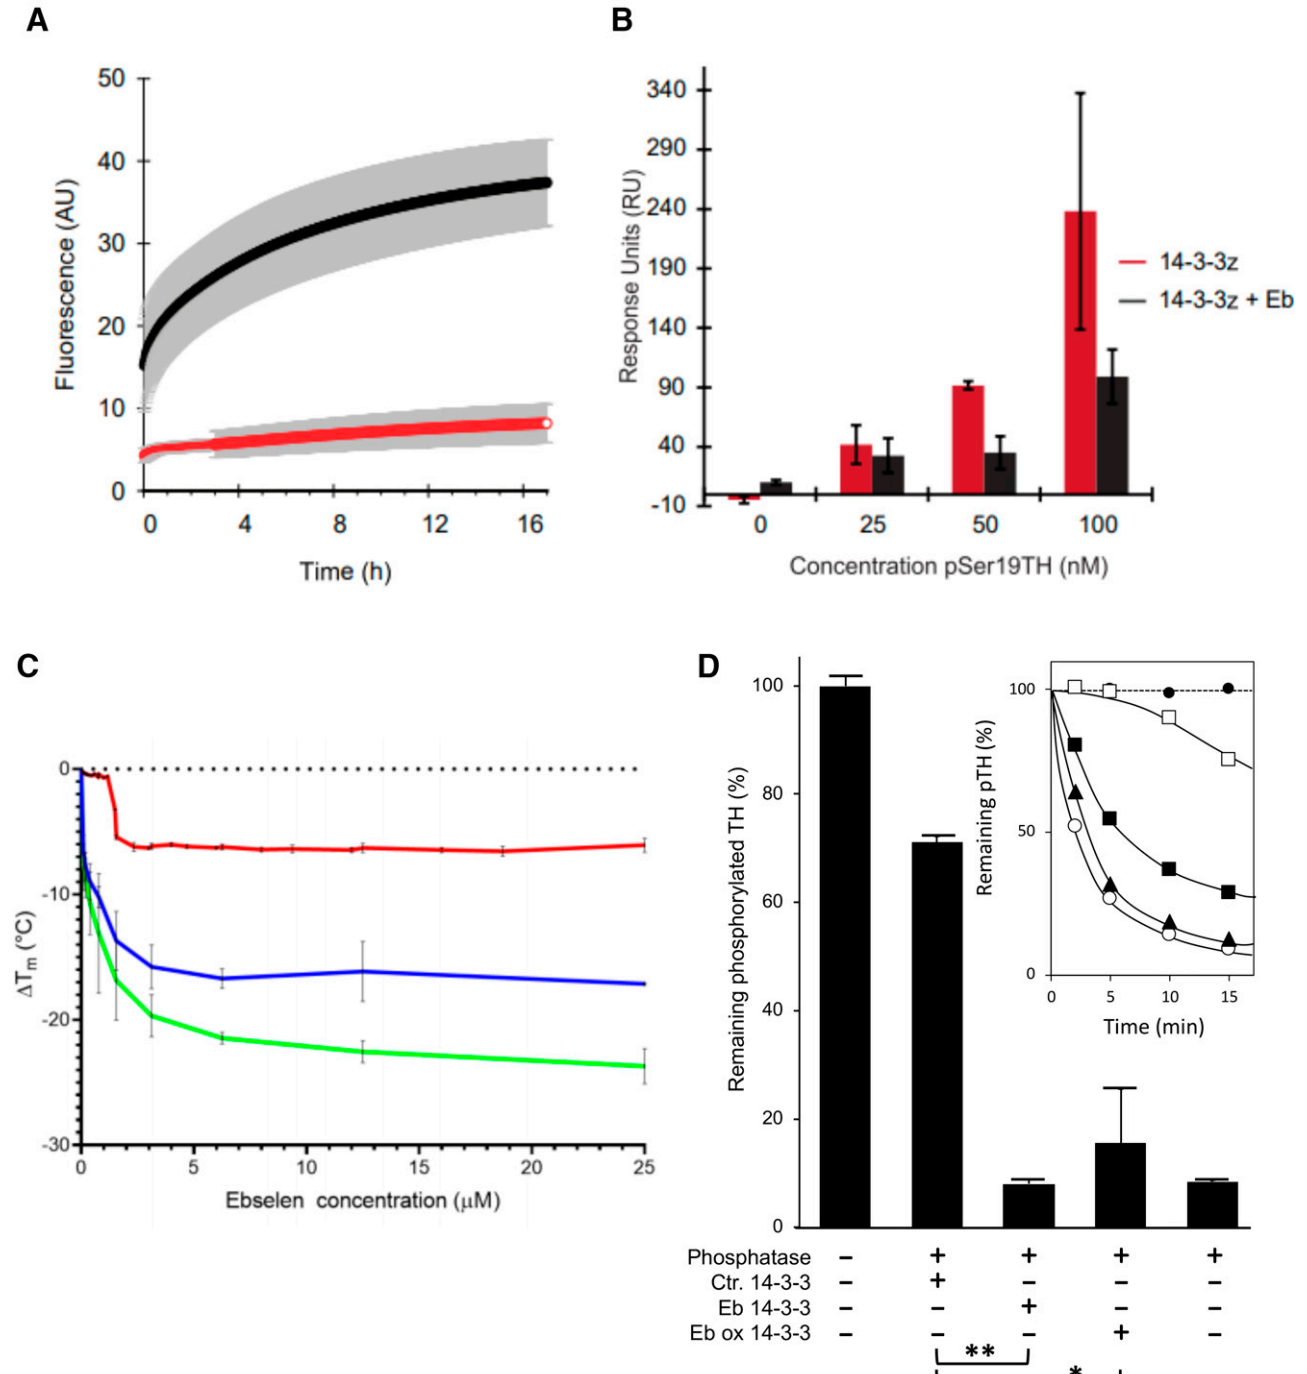 A
50
40
30
20
10
0
Fluorescence (AU)
0 4 8 12 16
Time (h)
B
340
290
240
190
140
90
40
-10
Response Units (RU)
14-3-3z
14-3-3z + Eb
0 25 50 100
Concentration pSer19TH (nM)
C
0
-10
-20
-30
ΔTm (°C)
0 5 10 15 20 25
Ebselen concentration (μM)
D
100
80
60
40
20
0
Remaining phosphorylated TH (%)
100
50
0
Remaining pTH (%)
0 5 10 15
Time (min)
Phosphatase − + + + +
Ctr. 14-3-3 − + − − −
Eb 14-3-3 − − + − −
Eb ox 14-3-3 − − − + −
**
*